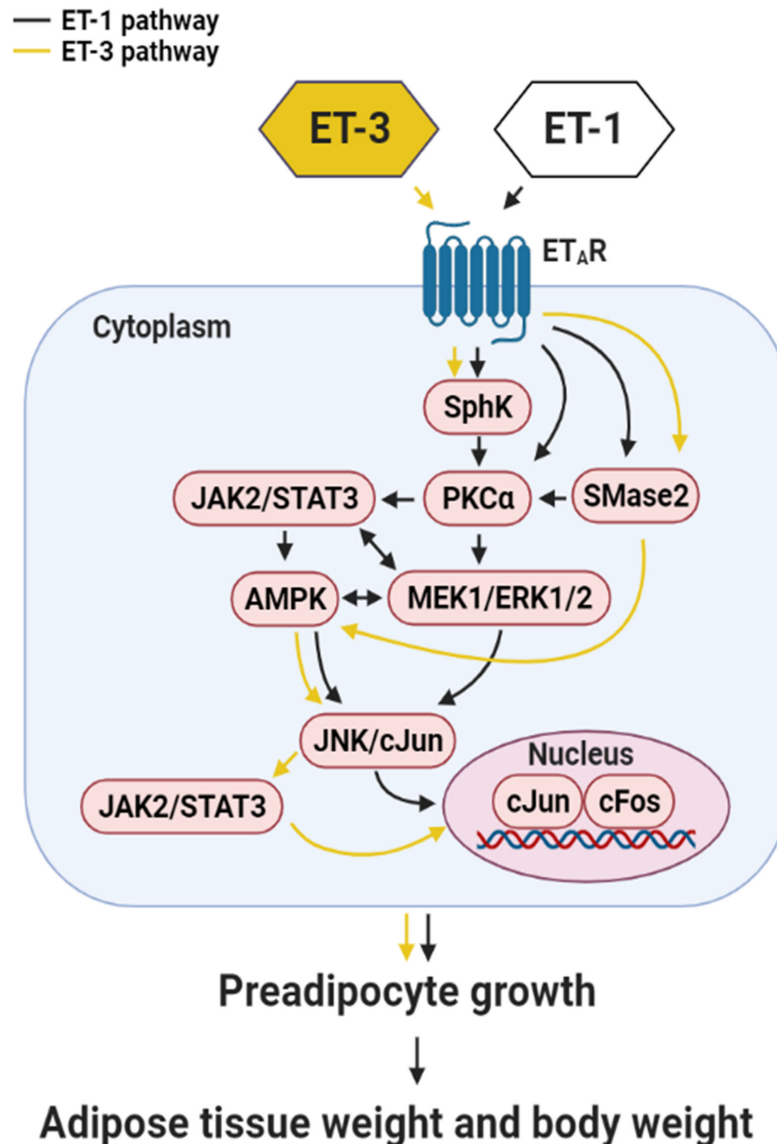 ET-1 pathway
ET-3 pathway
ET-3
ET-1
ETAR
Cytoplasm
SphK
JAK2/STAT3
PKCα
SMase2
AMPK
MEK1/ERK1/2
JNK/cJun
Nucleus
cJun
cFos
JAK2/STAT3
Preadipocyte growth
Adipose tissue weight and body weight